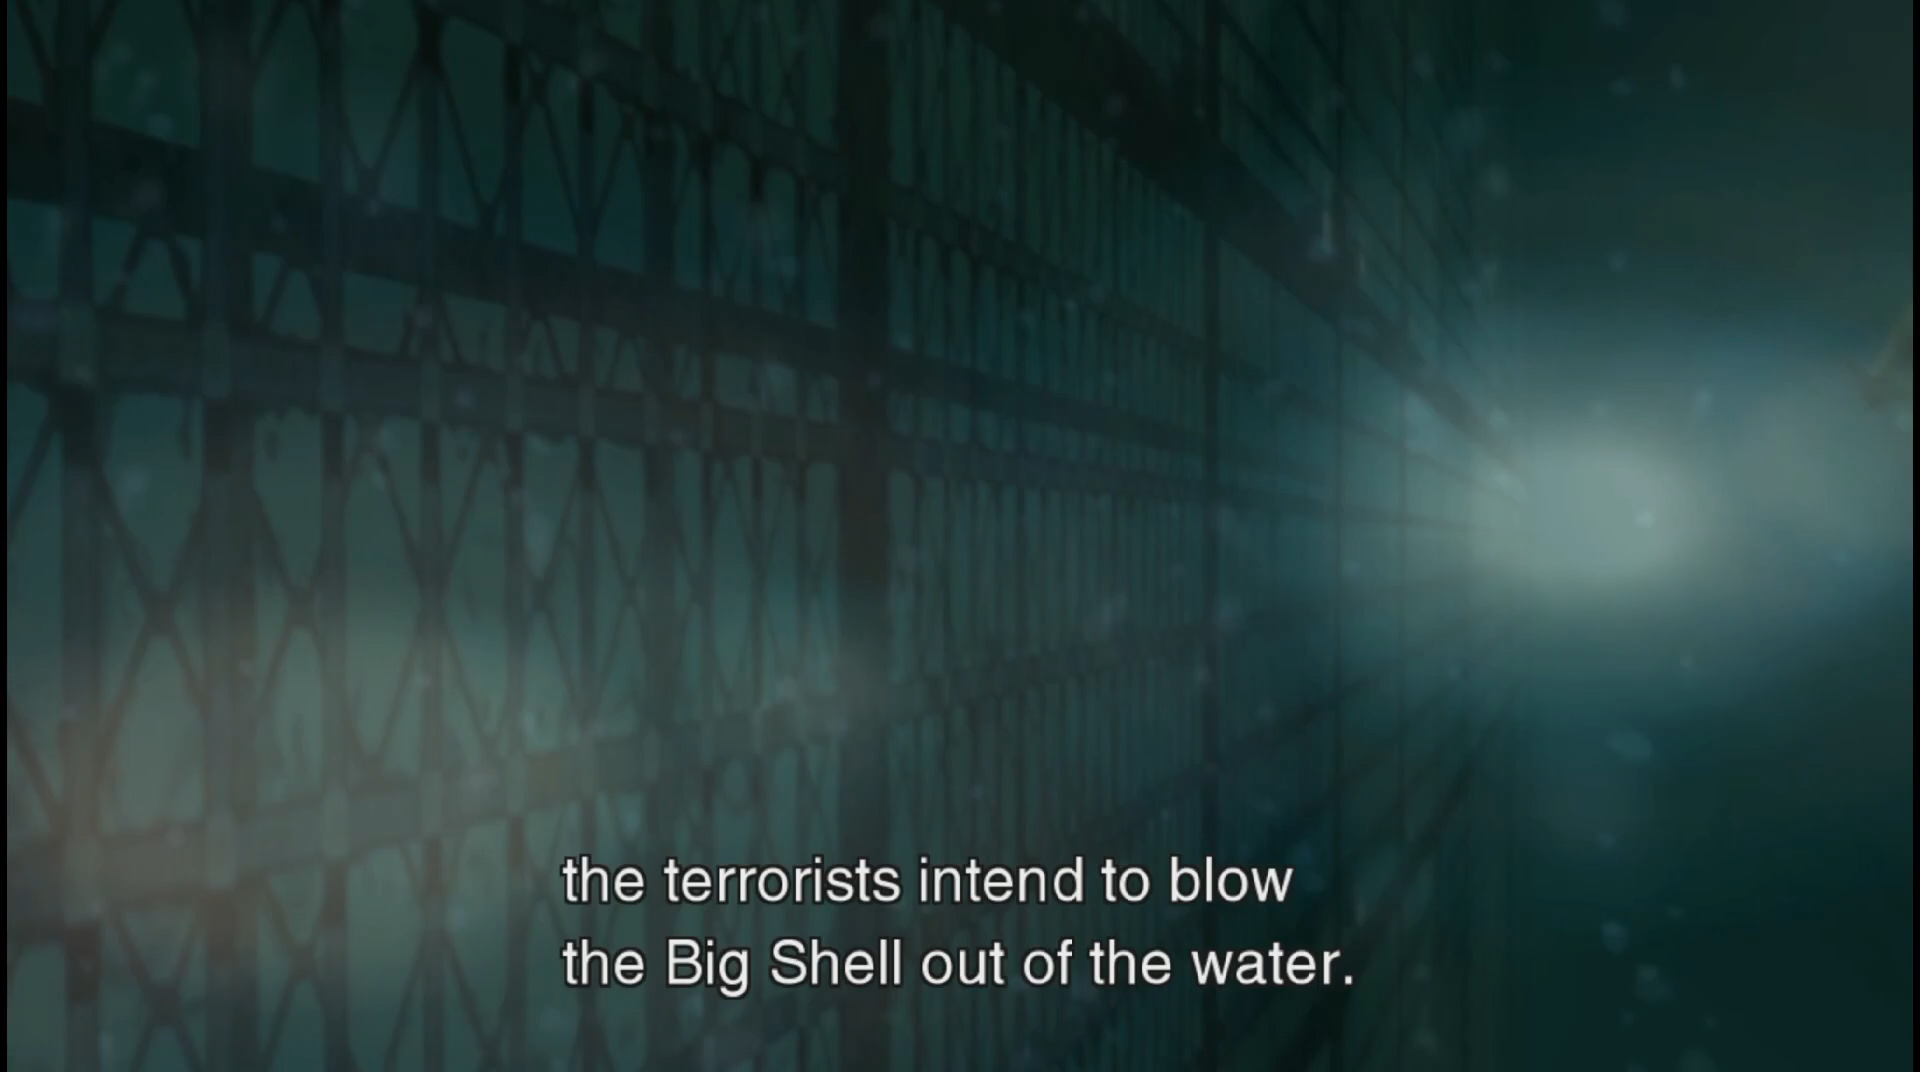 the terrorists intend to blow
the Big Shell out of the water.